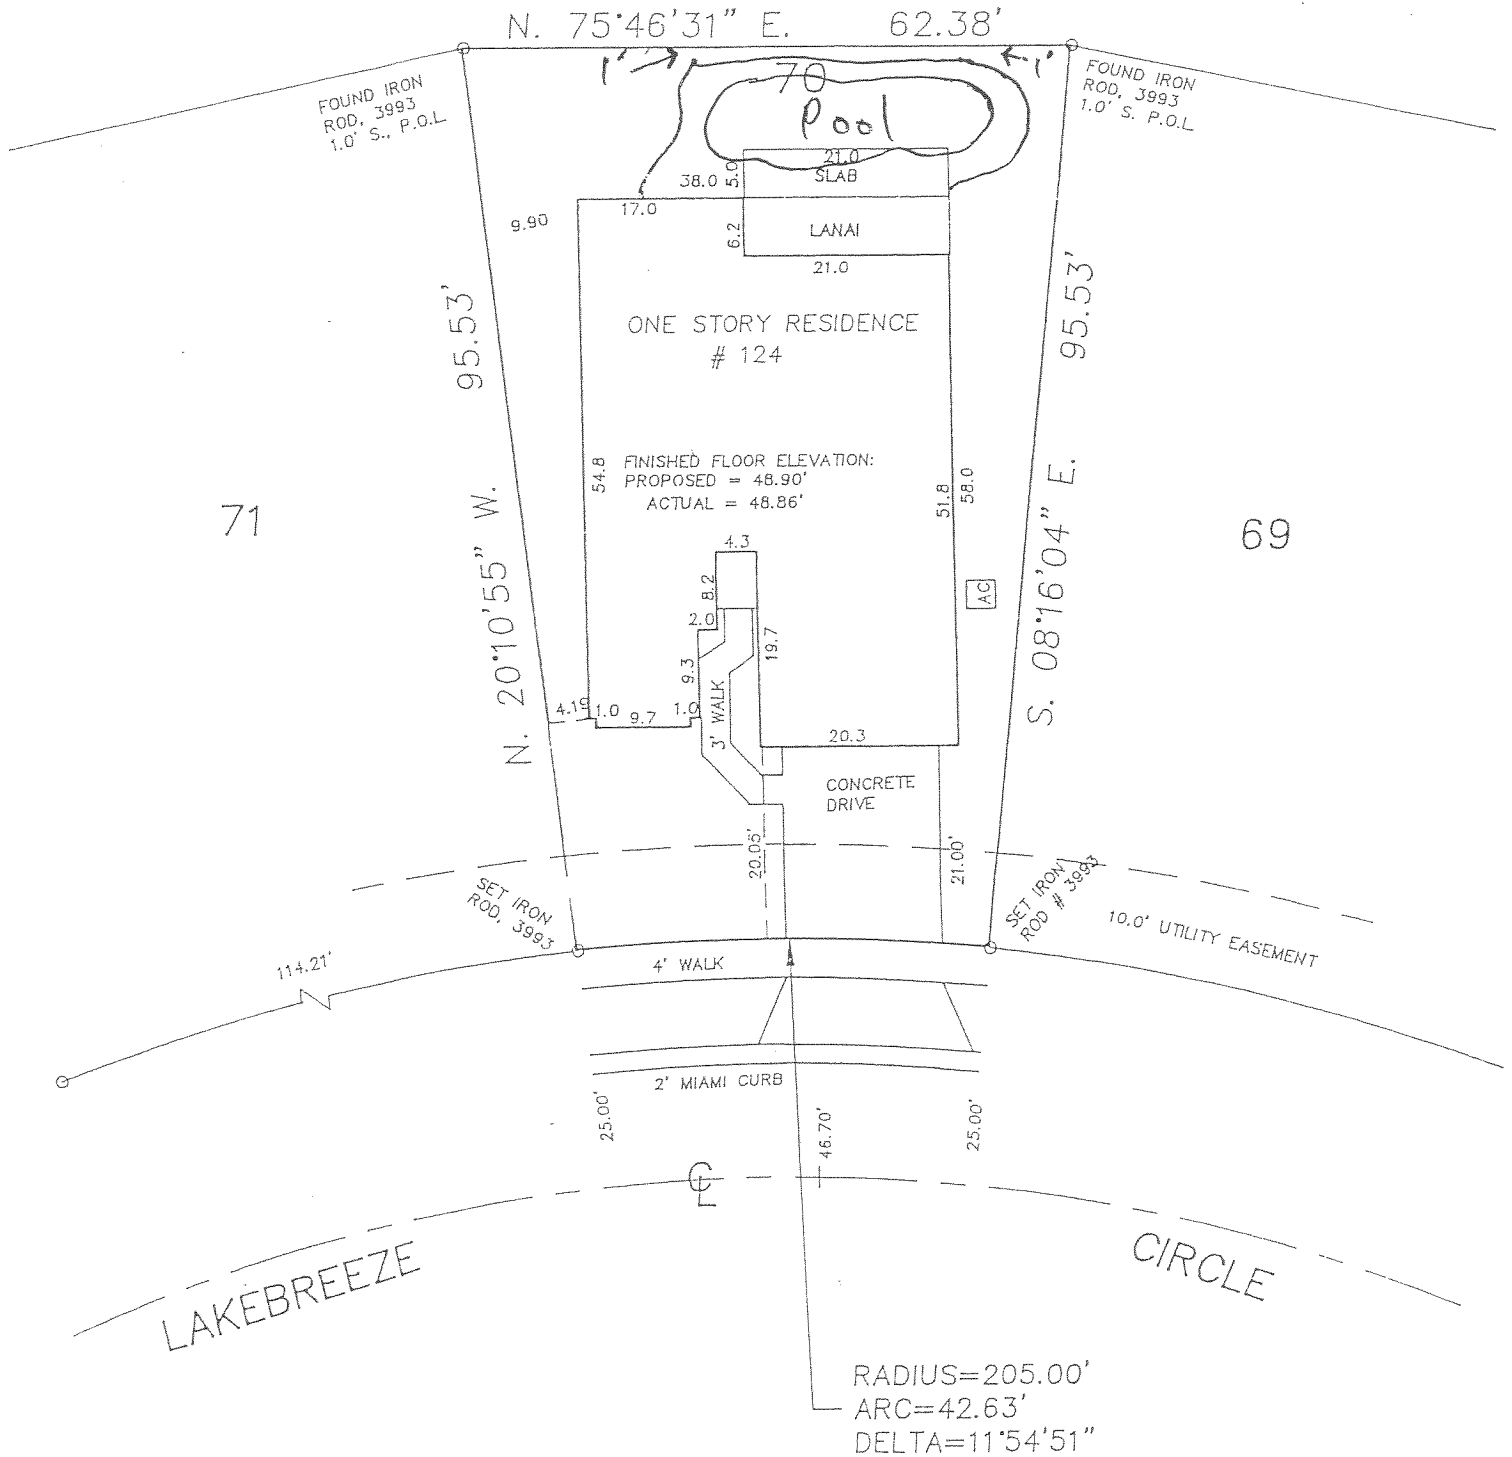 N. 75°46'31" E. 62.38'
1' 1'
70
Pool
FOUND IRON
ROD, 3993
1.0' S., P.O.L
FOUND IRON
ROD, 3993
1.0' S. P.O.L
21.0
SLAB
38.0 5.0
17.0
9.90
6.2
LANAI
21.0
95.53'
95.53'
ONE STORY RESIDENCE
# 124
FINISHED FLOOR ELEVATION:
PROPOSED = 48.90'
ACTUAL = 48.86'
54.8
51.8
58.0
71
69
N. 20°10'55" W.
S. 08°16'04" E.
4.3
8.2
2.0
9.3
19.7
AC
3' WALK
4.19
1.0
9.7
1.0
20.3
CONCRETE
DRIVE
20.05'
21.00'
SET IRON
ROD, 3993
SET IRON
ROD # 3993
10.0' UTILITY EASEMENT
114.21'
4' WALK
2' MIAMI CURB
25.00'
46.70'
25.00'
CL
LAKEBREEZE
CIRCLE
RADIUS=205.00'
ARC=42.63'
DELTA=11°54'51"